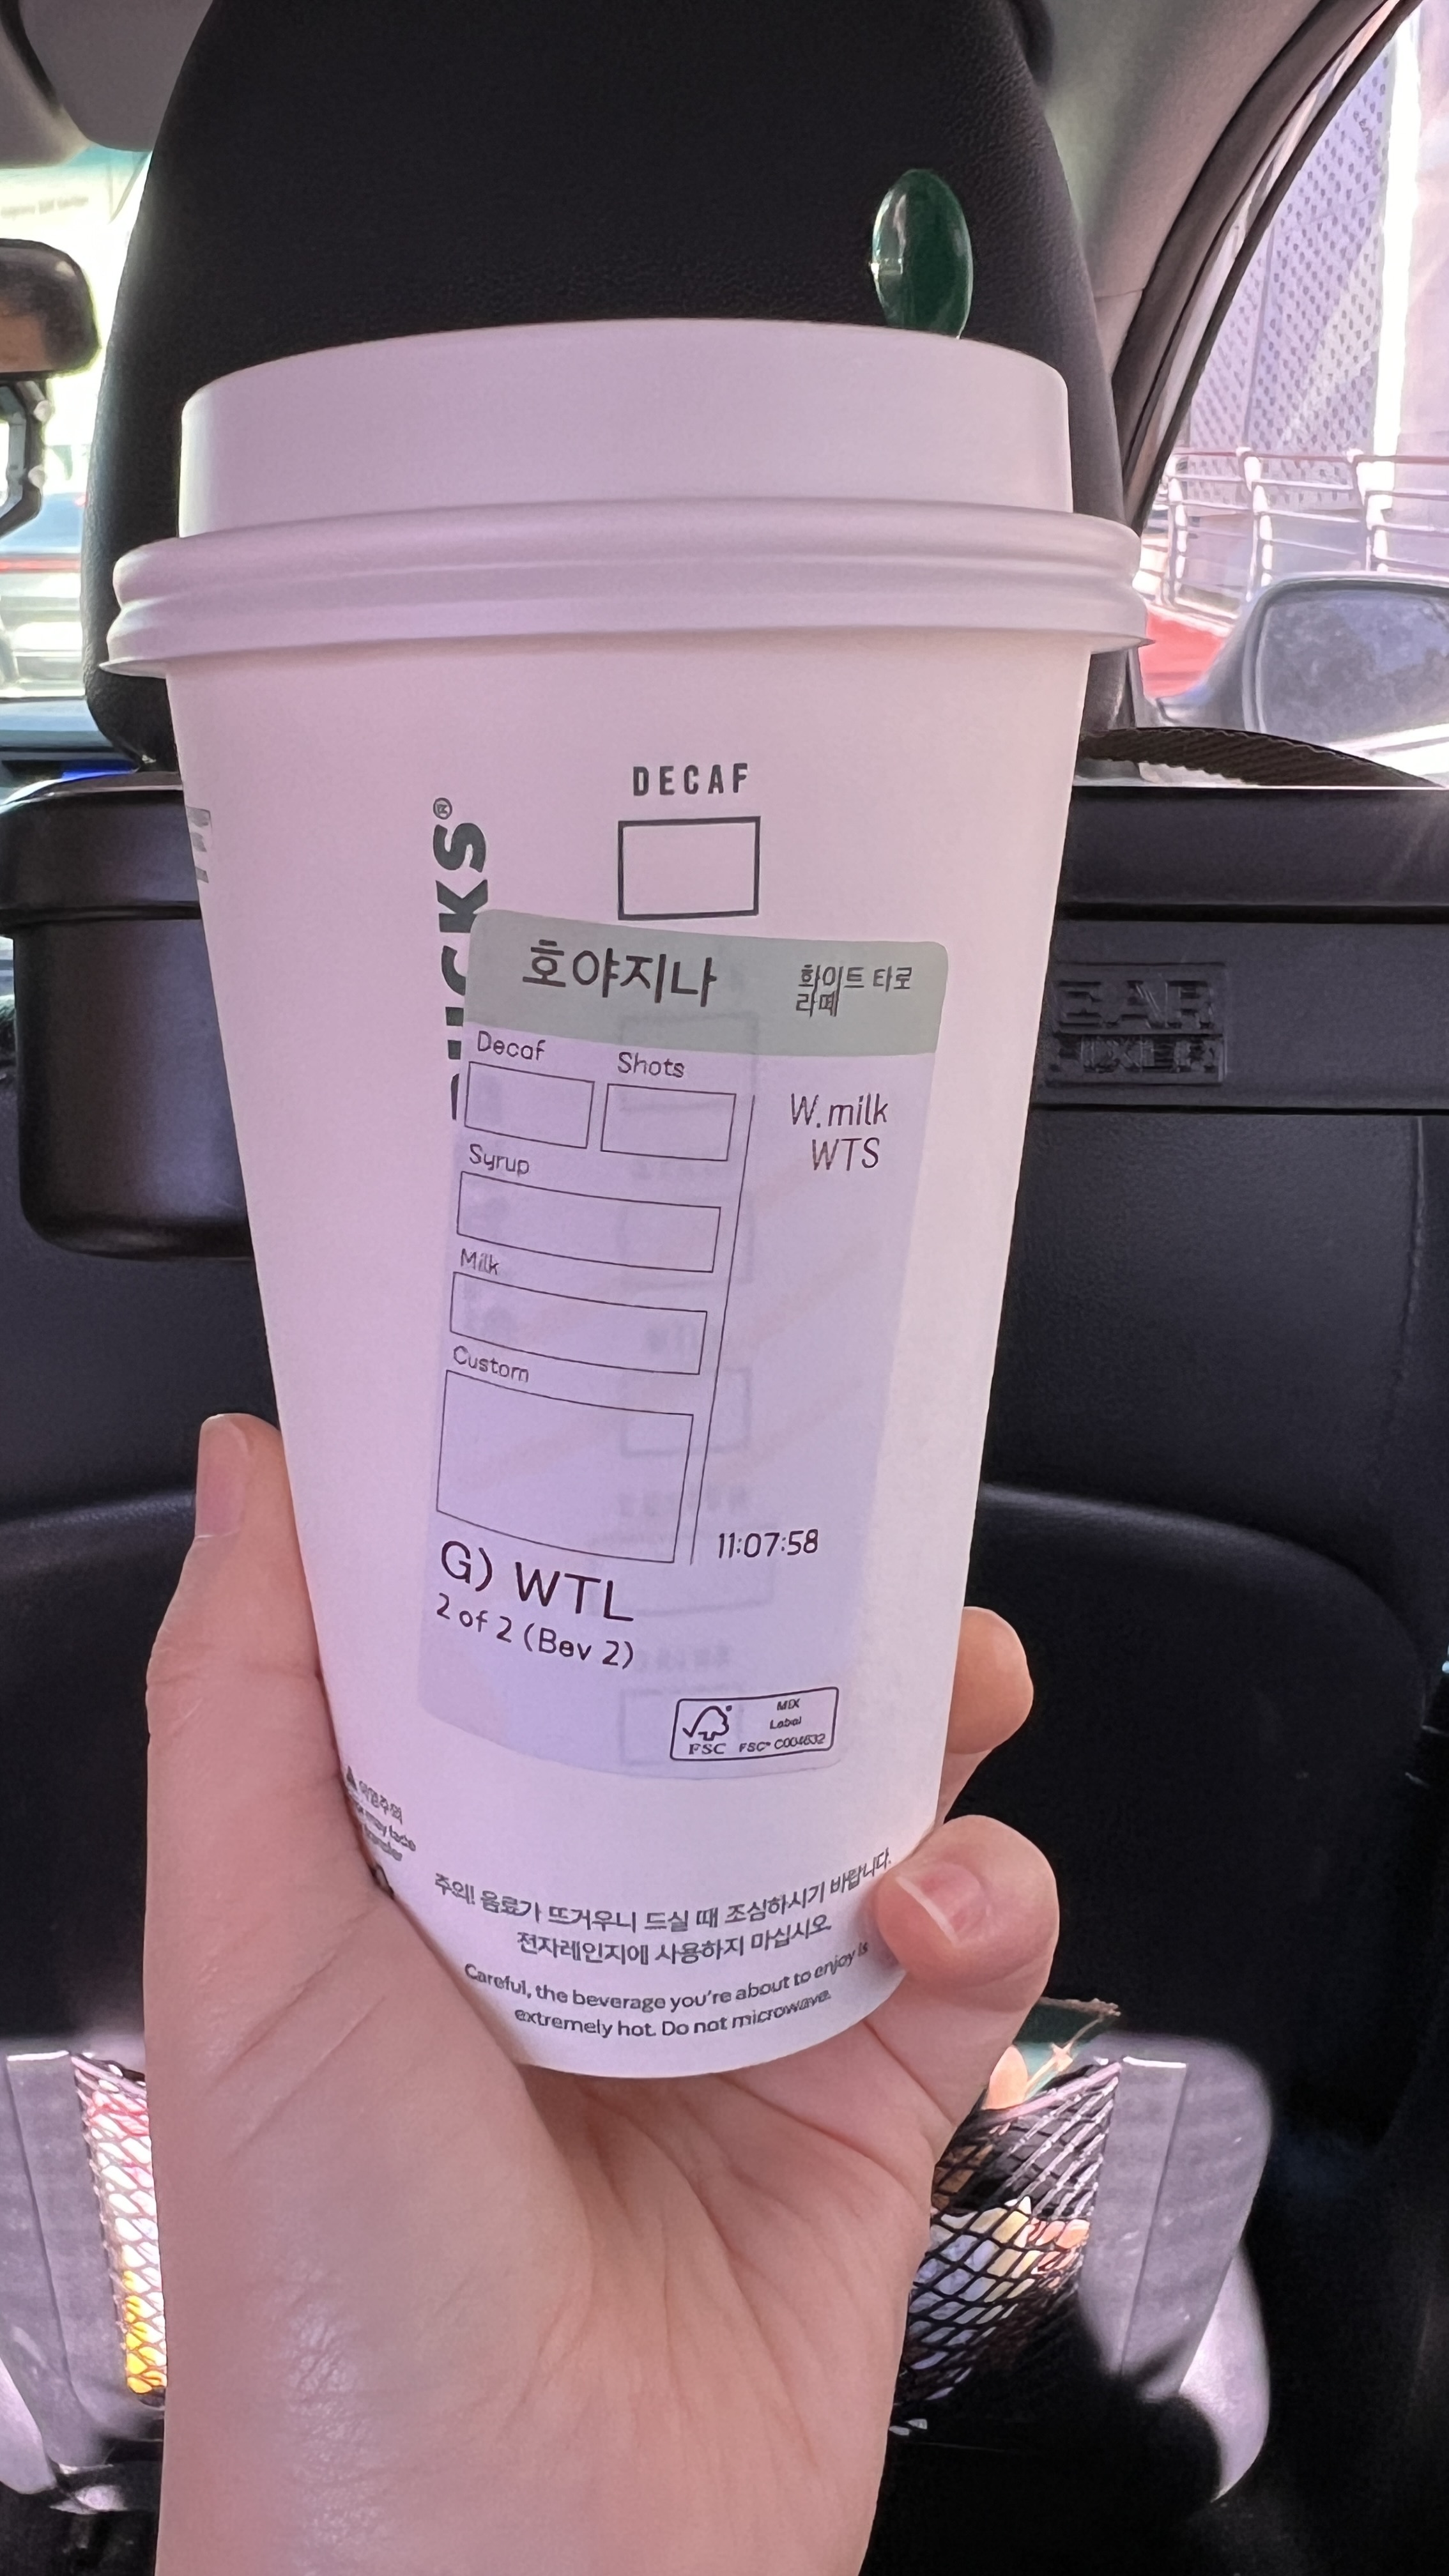 DECAF
호야지나
화이트 타로
라떼
Decaf
Shots
W.milk
WTS
Syrup
Milk
Custom
11:07:58
G) WTL
2 of 2 (Bev 2)
MIX
Label
FSC
FSC® C004632
주의! 음료가 뜨거우니 드실 때 조심하시기 바랍니다.
전자레인지에 사용하지 마십시오.
Careful, the beverage you're about to enjoy is
extremely hot. Do not microwave.